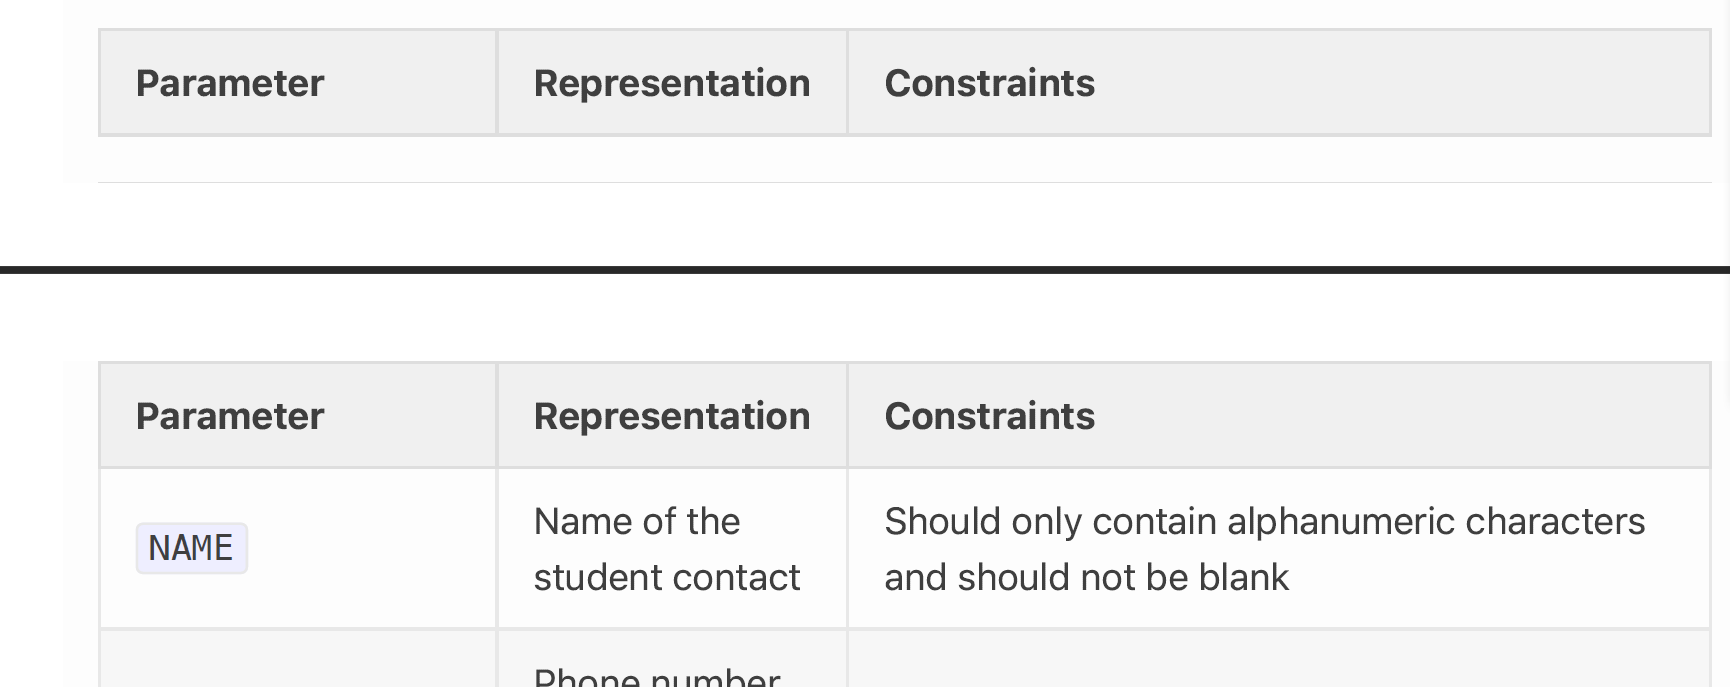 Parameter Representation Constraints
Parameter Representation Constraints
NAME
Name of the
student contact
Should only contain alphanumeric characters
and should not be blank
Phone number